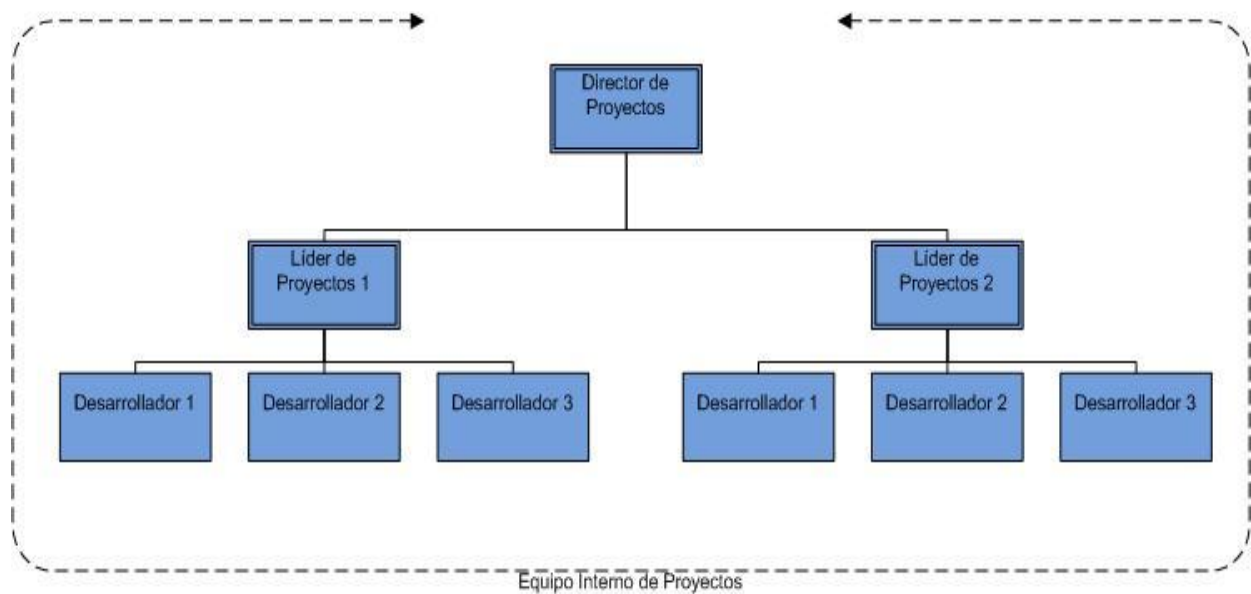 Director de
Proyectos
Líder de
Proyectos 1
Líder de
Proyectos 2
Desarrollador 1
Desarrollador 2
Desarrollador 3
Desarrollador 1
Desarrollador 2
Desarrollador 3
Equipo Interno de Proyectos